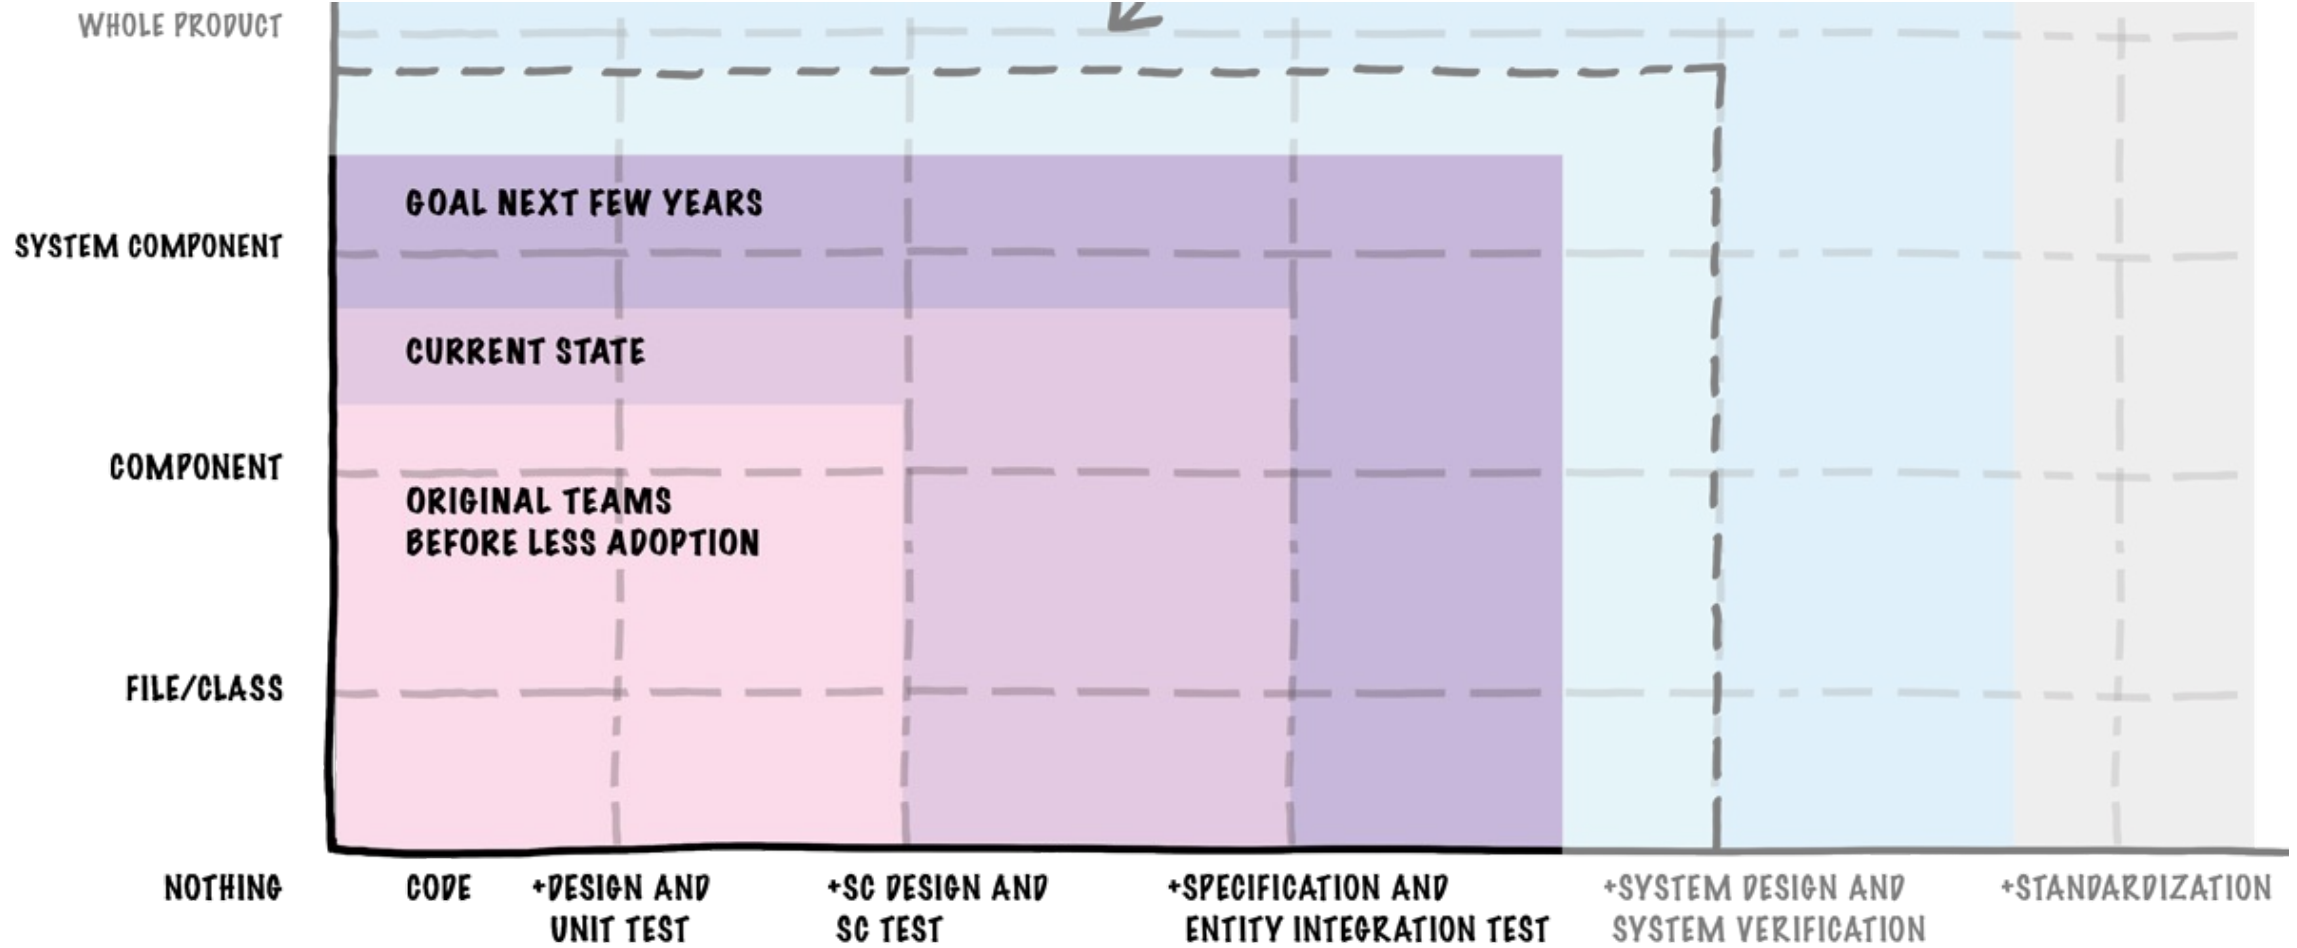 WHOLE PRODUCT
GOAL NEXT FEW YEARS
SYSTEM COMPONENT
CURRENT STATE
COMPONENT
ORIGINAL TEAMS
BEFORE LESS ADOPTION
FILE/CLASS
NOTHING
CODE
+DESIGN AND
UNIT TEST
+SC DESIGN AND
SC TEST
+SPECIFICATION AND
ENTITY INTEGRATION TEST
+SYSTEM DESIGN AND
SYSTEM VERIFICATION
+STANDARDIZATION